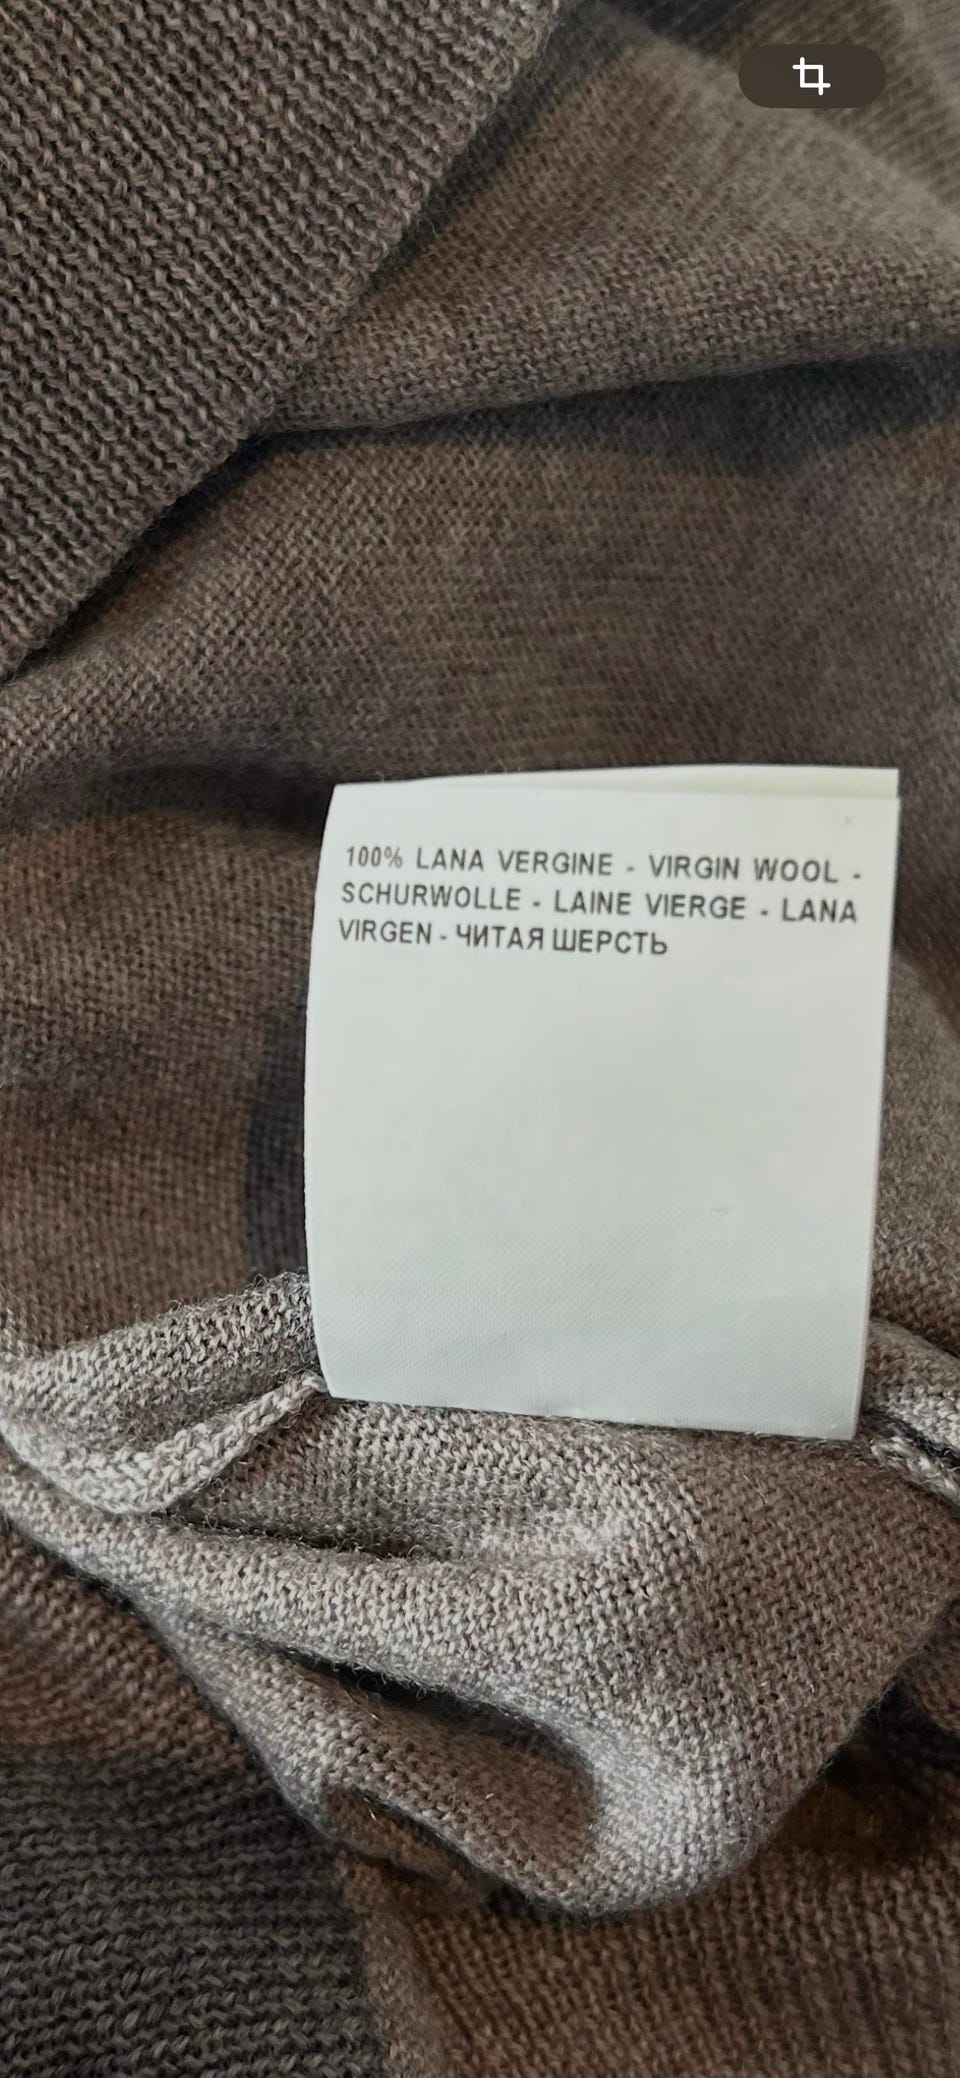 100% LANA VERGINE - VIRGIN WOOL -
SCHURWOLLE - LAINE VIERGE - LANA
VIRGEN - ЧИТАЯ ШЕРСТЬ